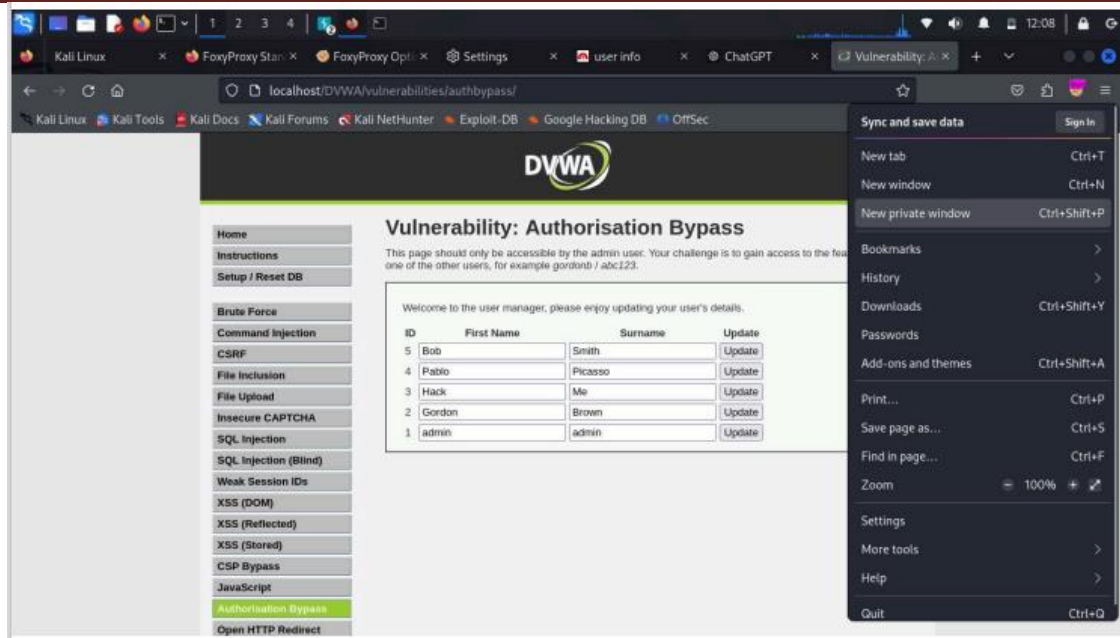 1 2 3 4
12:08
Kali Linux
FoxyProxy Stan
FoxyProxy Opti
Settings
user info
ChatGPT
Vulnerability: A
localhost/DVWA/vulnerabilities/authbypass/
Kali Linux Kali Tools Kali Docs Kali Forums Kali NetHunter Exploit-DB Google Hacking DB OffSec
DVWA
Home
Instructions
Setup / Reset DB
Brute Force
Command Injection
CSRF
File Inclusion
File Upload
Insecure CAPTCHA
SQL Injection
SQL Injection (Blind)
Weak Session IDs
XSS (DOM)
XSS (Reflected)
XSS (Stored)
CSP Bypass
JavaScript
Authorisation Bypass
Open HTTP Redirect
Vulnerability: Authorisation Bypass
This page should only be accessible by the admin user. Your challenge is to gain access to the fea
one of the other users, for example gordonb / abc123.
Welcome to the user manager, please enjoy updating your user's details.
ID First Name Surname Update
5 Bob Smith Update
4 Pablo Picasso Update
3 Hack Me Update
2 Gordon Brown Update
1 admin admin Update
Sync and save data Sign In
New tab Ctrl+T
New window Ctrl+N
New private window Ctrl+Shift+P
Bookmarks
History
Downloads Ctrl+Shift+Y
Passwords
Add-ons and themes Ctrl+Shift+A
Print... Ctrl+P
Save page as... Ctrl+S
Find in page... Ctrl+F
Zoom 100%
Settings
More tools
Help
Quit Ctrl+Q